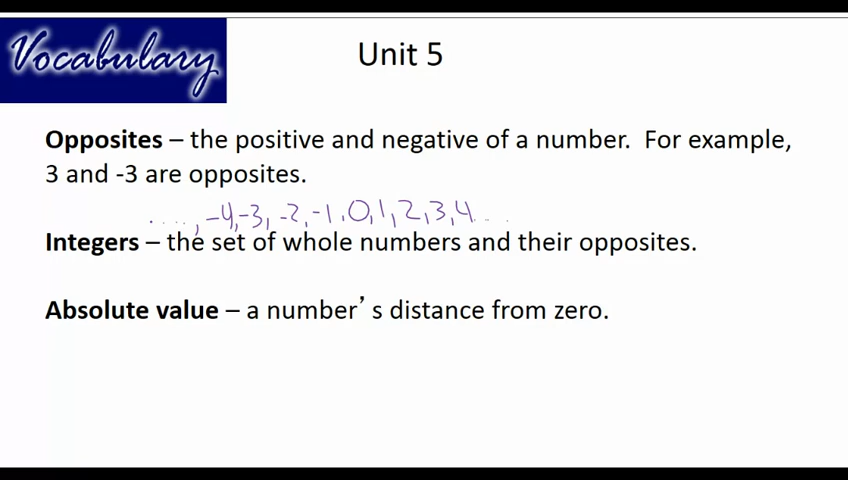 Vocabulary
Unit 5
Opposites – the positive and negative of a number. For example,
3 and -3 are opposites.
....., -4, -3, -2, -1, 0, 1, 2, 3, 4....
Integers – the set of whole numbers and their opposites.
Absolute value – a number’s distance from zero.